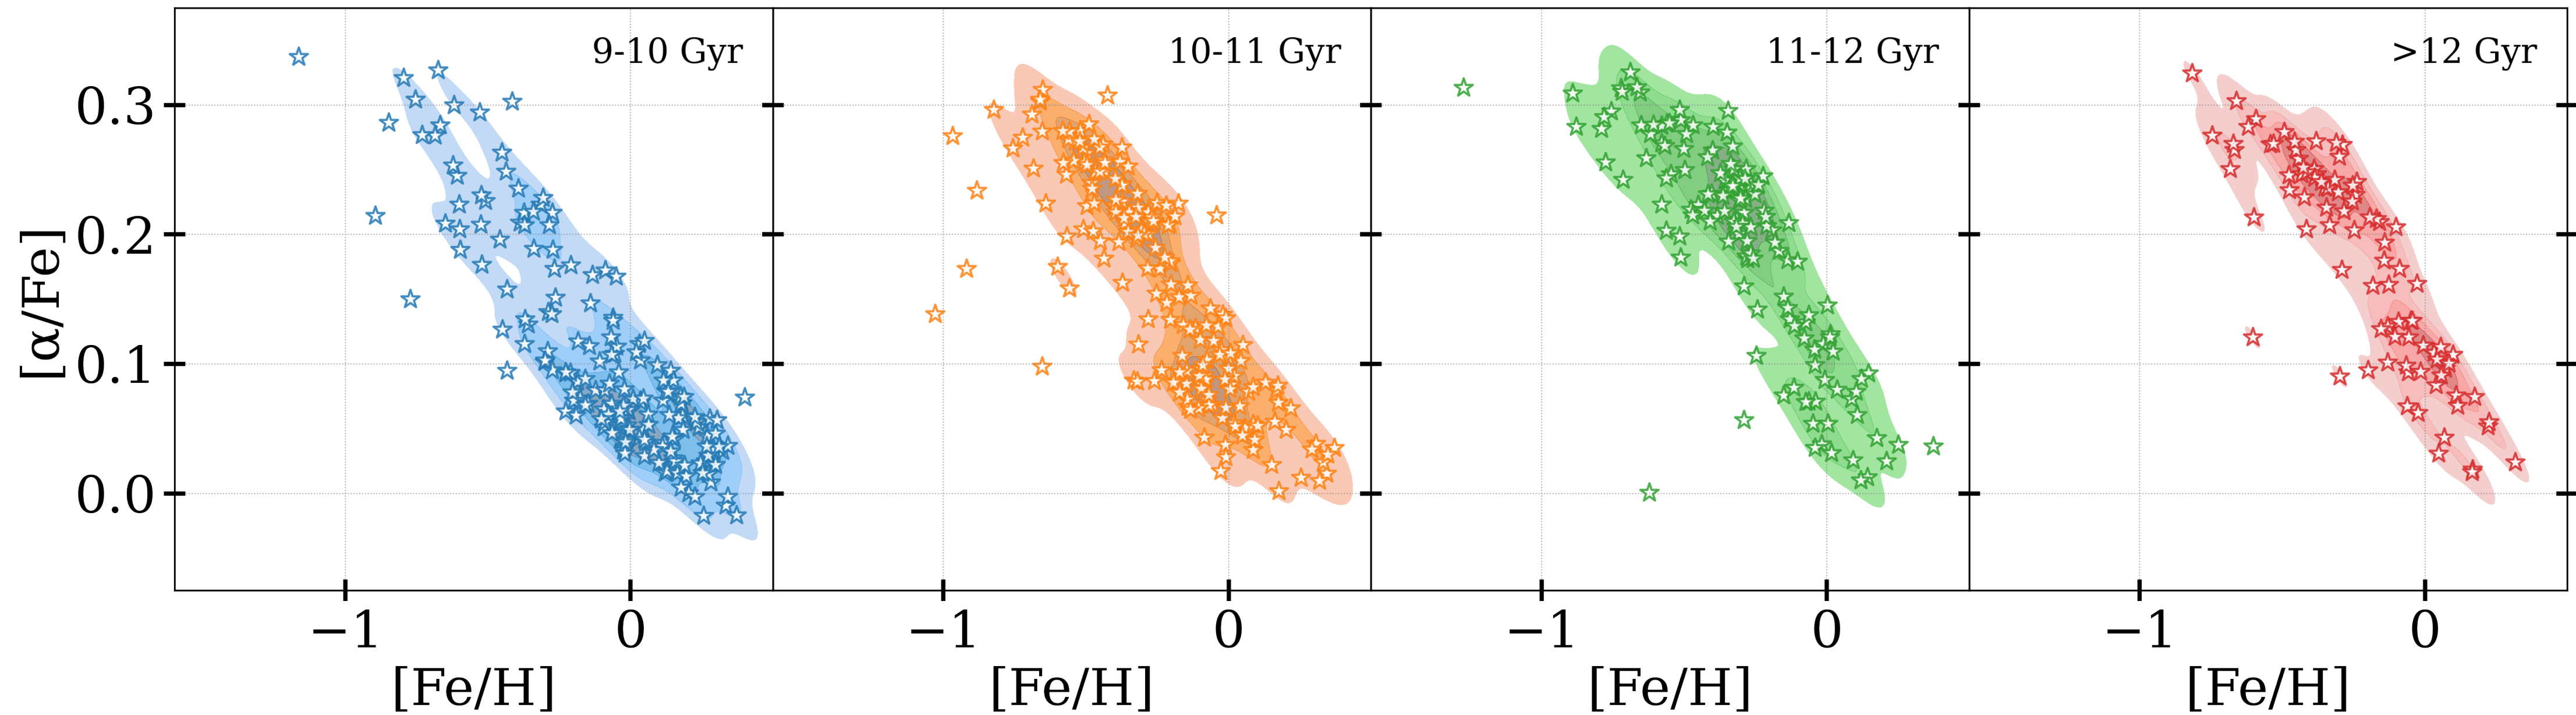 9-10 Gyr
10-11 Gyr
11-12 Gyr
>12 Gyr
[α/Fe]
0.3
0.2
0.1
0.0
−1 0 −1 0 −1 0 −1 0
[Fe/H] [Fe/H] [Fe/H] [Fe/H]